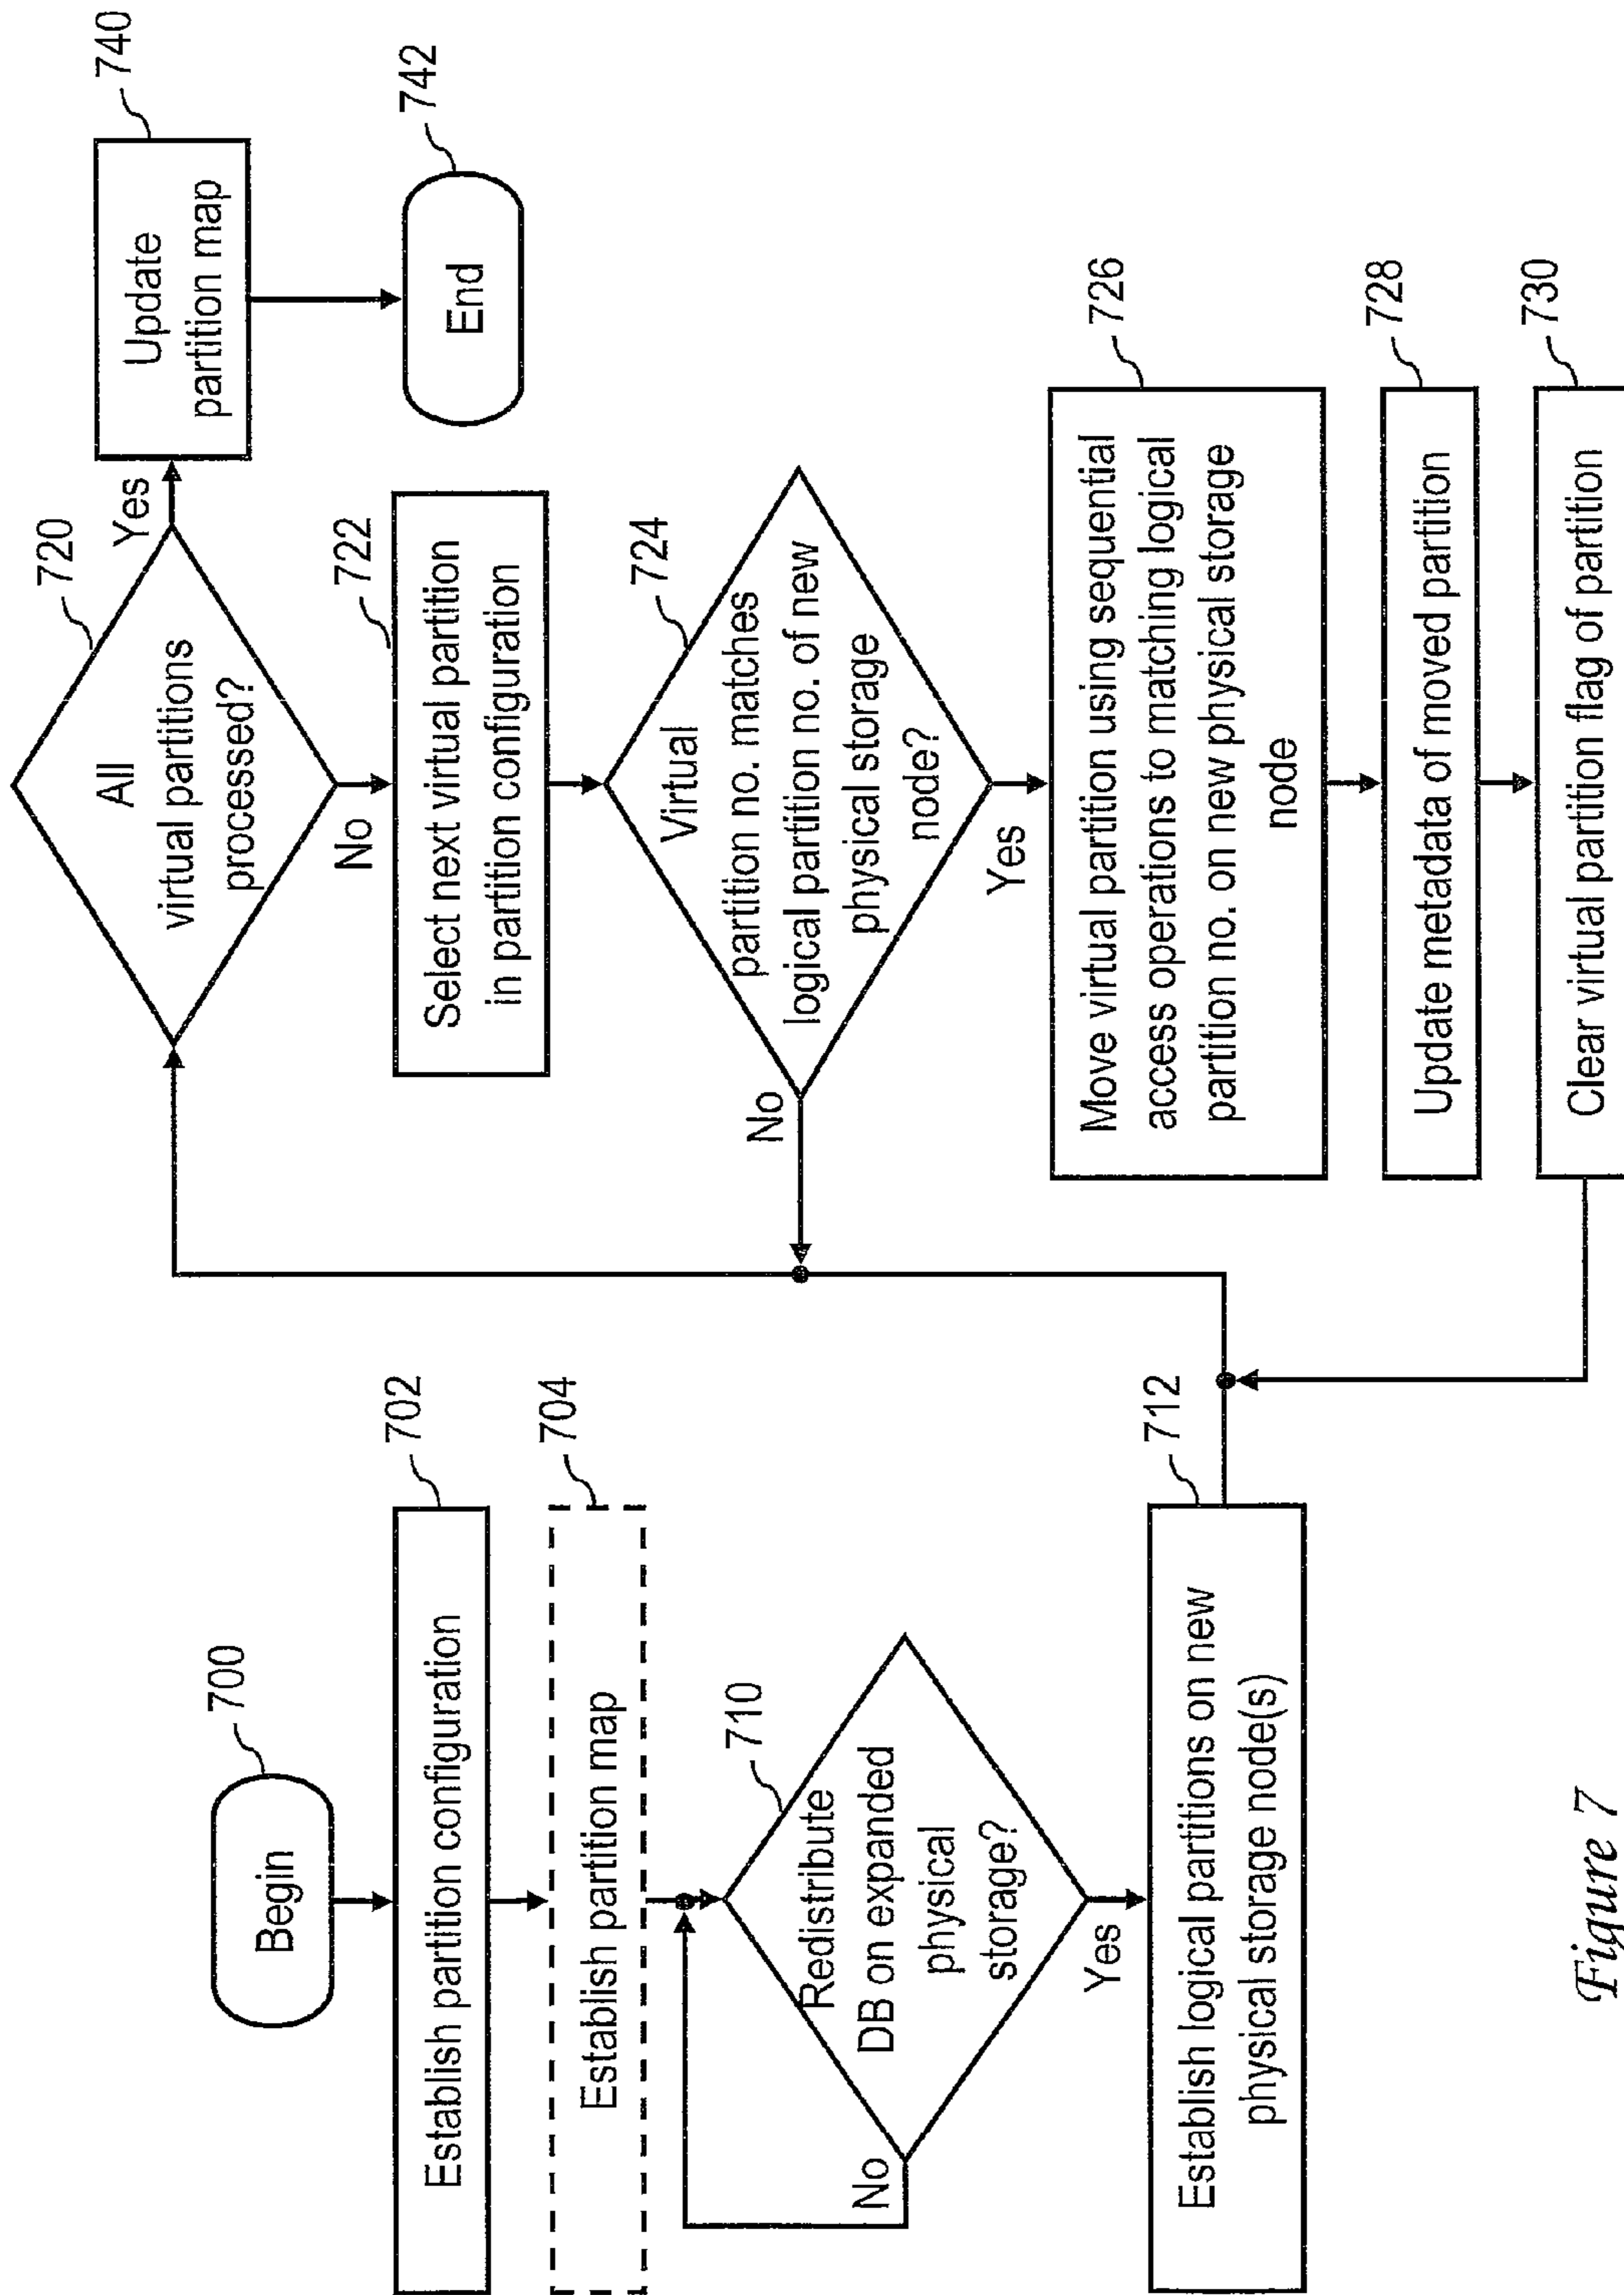 700
Begin
702
Establish partition configuration
704
Establish partition map
710
Redistribute
DB on expanded
physical
storage?
No
Yes
712
Establish logical partitions on new
physical storage node(s)
720
All
virtual partitions
processed?
Yes
No
740
Update
partition map
742
End
722
Select next virtual partition
in partition configuration
724
Virtual
partition no. matches
logical partition no. of new
physical storage
node?
No
Yes
726
Move virtual partition using sequential
access operations to matching logical
partition no. on new physical storage
node
728
Update metadata of moved partition
730
Clear virtual partition flag of partition
Figure 7